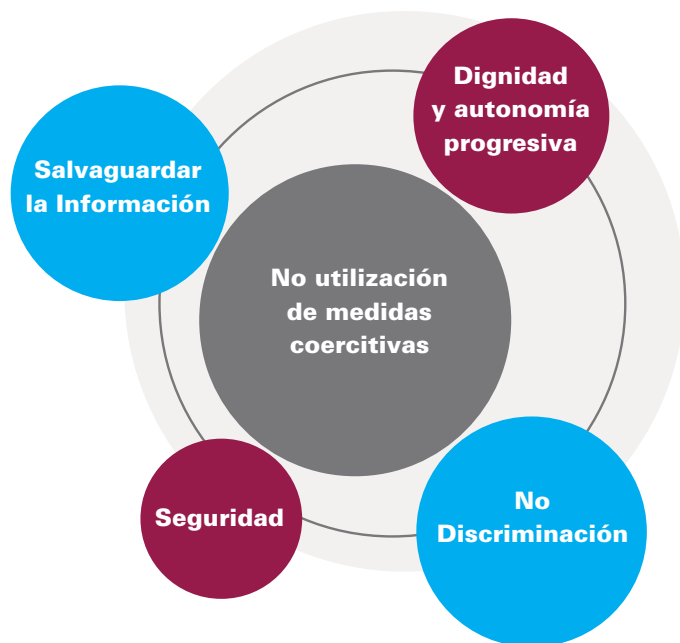 Dignidad
y autonomía
progresiva
Salvaguardar
la Información
No utilización
de medidas
coercitivas
Seguridad
No
Discriminación